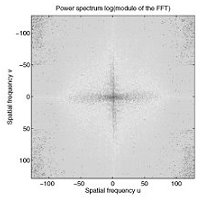 Power spectrum log(module of the FFT)
Spatial frequency v
-100
-50
0
50
100
-100 -50 0 50 100
Spatial frequency u